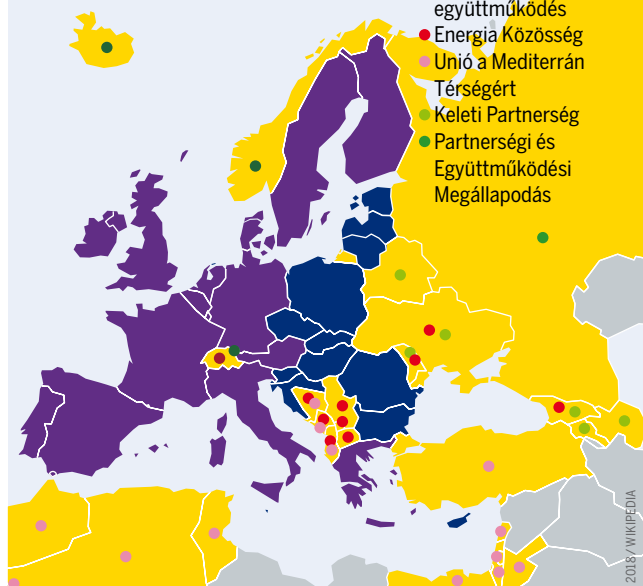 együttműködés
Energia Közösség
Unió a Mediterrán
Térségért
Keleti Partnerség
Partnerségi és
Együttműködési
Megállapodás
2018 / WIKIPEDIA